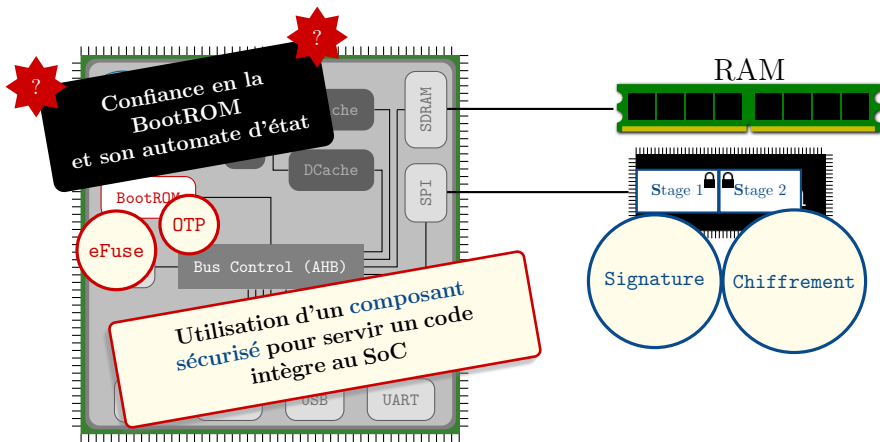 ?
?
Confiance en la
BootROM
et son automate d'état
RAM
SDRAM
DCache
SPI
Stage 1
Stage 2
BootROM
OTP
eFuse
Bus Control (AHB)
Signature
Chiffrement
Utilisation d'un composant
sécurisé pour servir un code
intègre au SoC
USB
UART